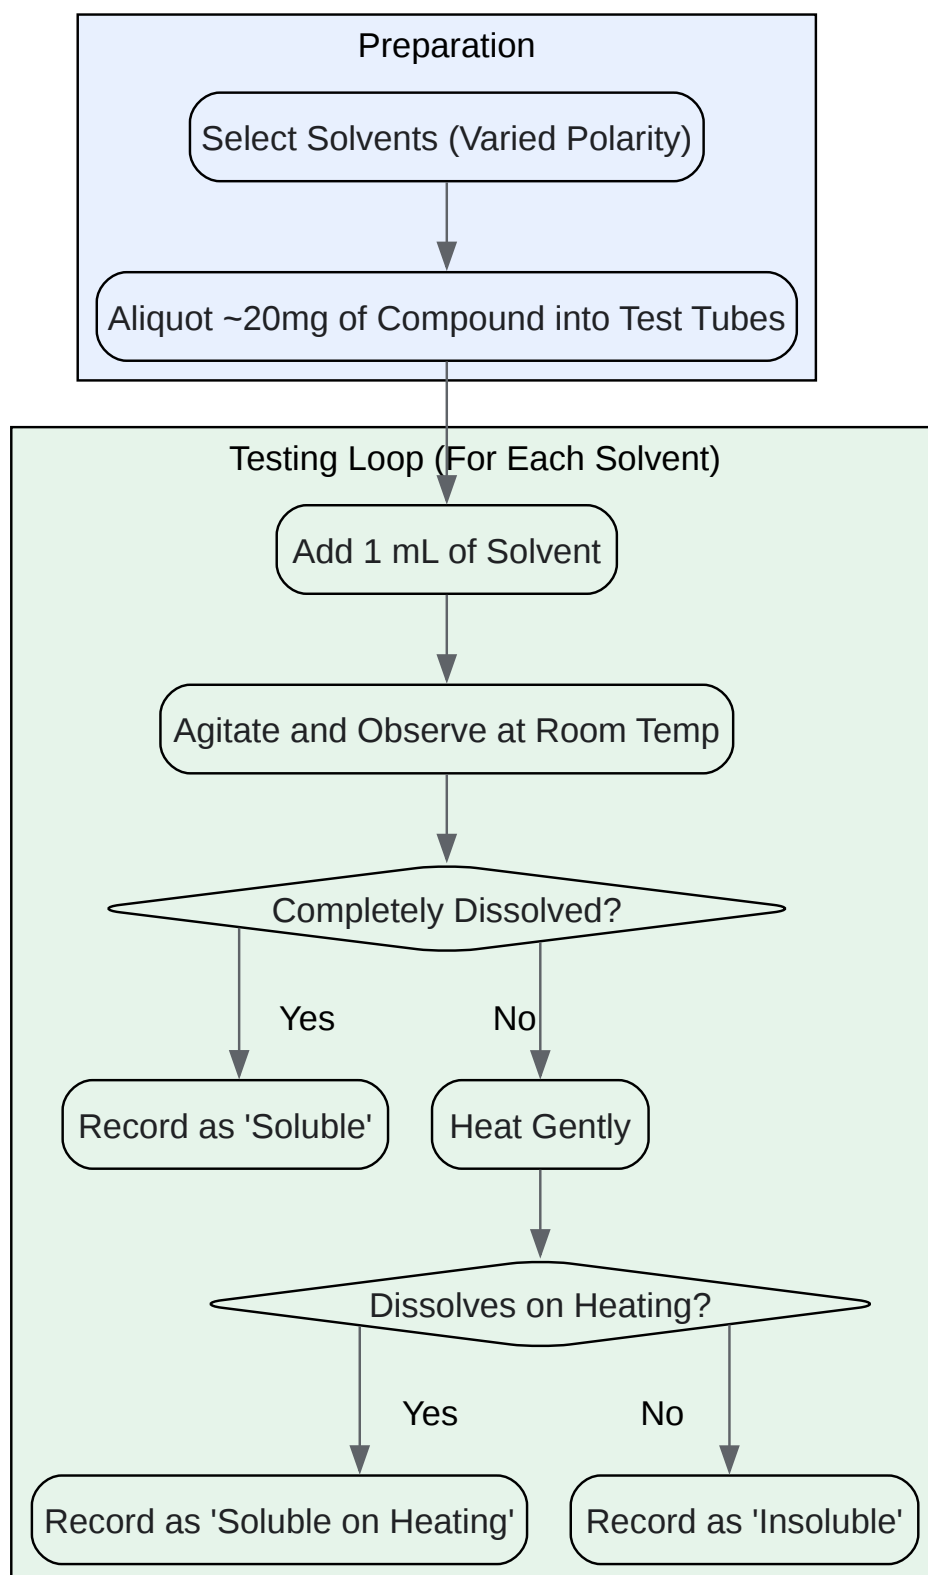 Preparation
Select Solvents (Varied Polarity)
Aliquot ~20mg of Compound into Test Tubes
Testing Loop (For Each Solvent)
Add 1 mL of Solvent
Agitate and Observe at Room Temp
Completely Dissolved?
Yes
No
Record as 'Soluble'
Heat Gently
Dissolves on Heating?
Yes
No
Record as 'Soluble on Heating'
Record as 'Insoluble'